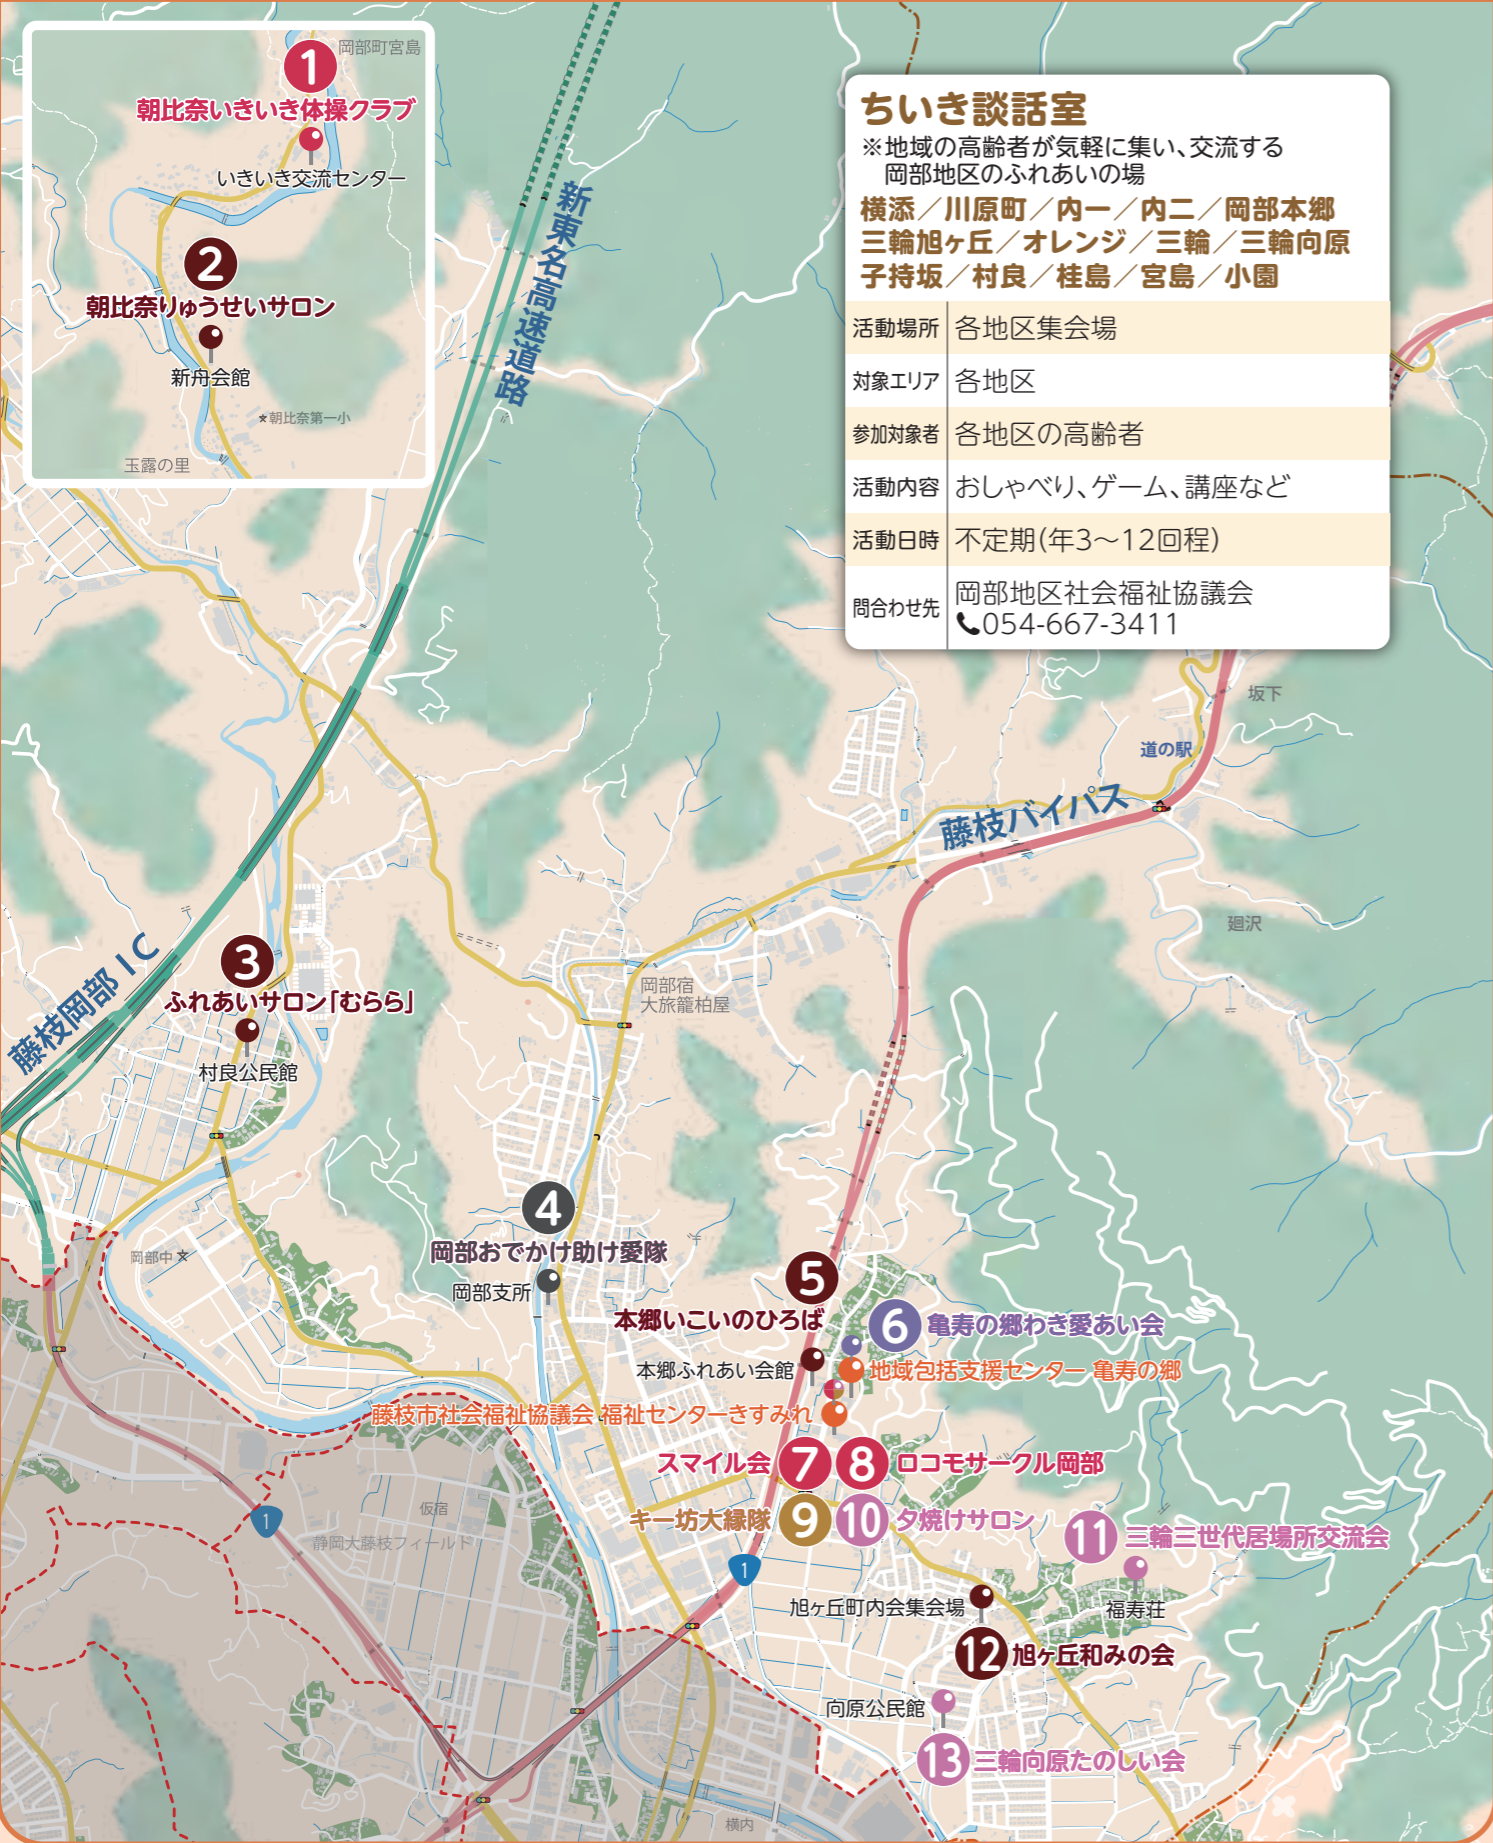 岡部町宮島
1
朝比奈いきいき体操クラブ
いきいき交流センター
2
朝比奈りゅうせいサロン
新舟会館
朝比奈第一小
玉露の里
新東名高速道路
ちいき談話室
※地域の高齢者が気軽に集い、交流する
岡部地区のふれあいの場
横添／川原町／内一／内二／岡部本郷
三輪旭ヶ丘／オレンジ／三輪／三輪向原
子持坂／村良／桂島／宮島／小園
活動場所 各地区集会場
対象エリア 各地区
参加対象者 各地区の高齢者
活動内容 おしゃべり、ゲーム、講座など
活動日時 不定期(年3～12回程)
問合わせ先 岡部地区社会福祉協議会
054-667-3411
坂下
道の駅
藤枝バイパス
廻沢
藤枝岡部IC
3
ふれあいサロン「むらら」
村良公民館
岡部宿
大旅籠柏屋
岡部中
4
岡部おでかけ助け愛隊
岡部支所
5
本郷いこいのひろば
本郷ふれあい会館
6 亀寿の郷わき愛あい会
地域包括支援センター 亀寿の郷
藤枝市社会福祉協議会 福祉センターきすみれ
スマイル会 7 8 ロコモサークル岡部
キー坊大縁隊 9 10 夕焼けサロン
11 三輪三世代居場所交流会
福寿荘
仮宿
静岡大藤枝フィールド
1
1
旭ヶ丘町内会集会場
12 旭ヶ丘和みの会
向原公民館
13 三輪向原たのしい会
横内